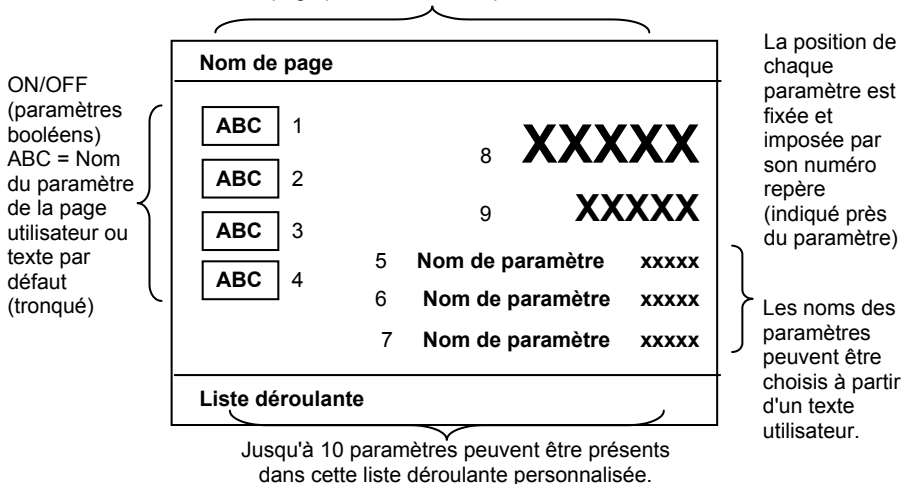 Nom de page
ON/OFF
(paramètres
booléens)
ABC = Nom
du paramètre
de la page
utilisateur ou
texte par
défaut
(tronqué)
ABC 1
ABC 2
ABC 3
ABC 4
8 XXXXX
9 XXXXX
5 Nom de paramètre xxxxx
6 Nom de paramètre xxxxx
7 Nom de paramètre xxxxx
La position de
chaque
paramètre est
fixée et
imposée par
son numéro
repère
(indiqué près
du paramètre)
Les noms des
paramètres
peuvent être
choisis à partir
d'un texte
utilisateur.
Liste déroulante
Jusqu'à 10 paramètres peuvent être présents
dans cette liste déroulante personnalisée.